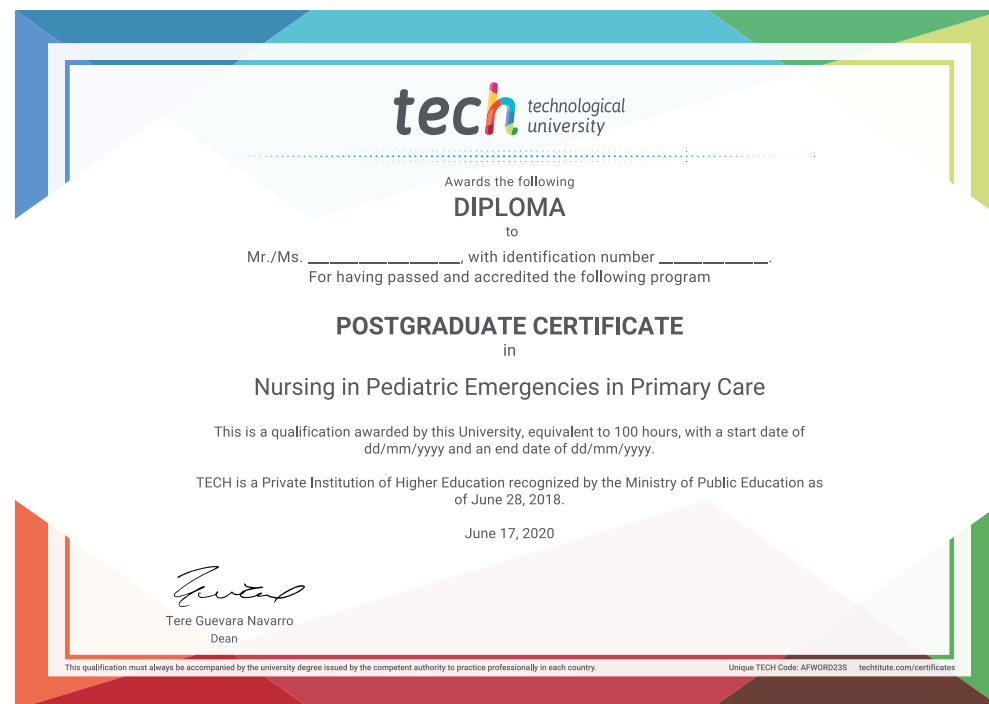 tech technological
university
Awards the following
DIPLOMA
to
Mr./Ms. ____________________, with identification number ______________.
For having passed and accredited the following program
POSTGRADUATE CERTIFICATE
in
Nursing in Pediatric Emergencies in Primary Care
This is a qualification awarded by this University, equivalent to 100 hours, with a start date of
dd/mm/yyyy and an end date of dd/mm/yyyy.
TECH is a Private Institution of Higher Education recognized by the Ministry of Public Education as
of June 28, 2018.
June 17, 2020
Tere Guevara Navarro
Dean
This qualification must always be accompanied by the university degree issued by the competent authority to practice professionally in each country. Unique TECH Code: AFWORD23S techtitute.com/certificates